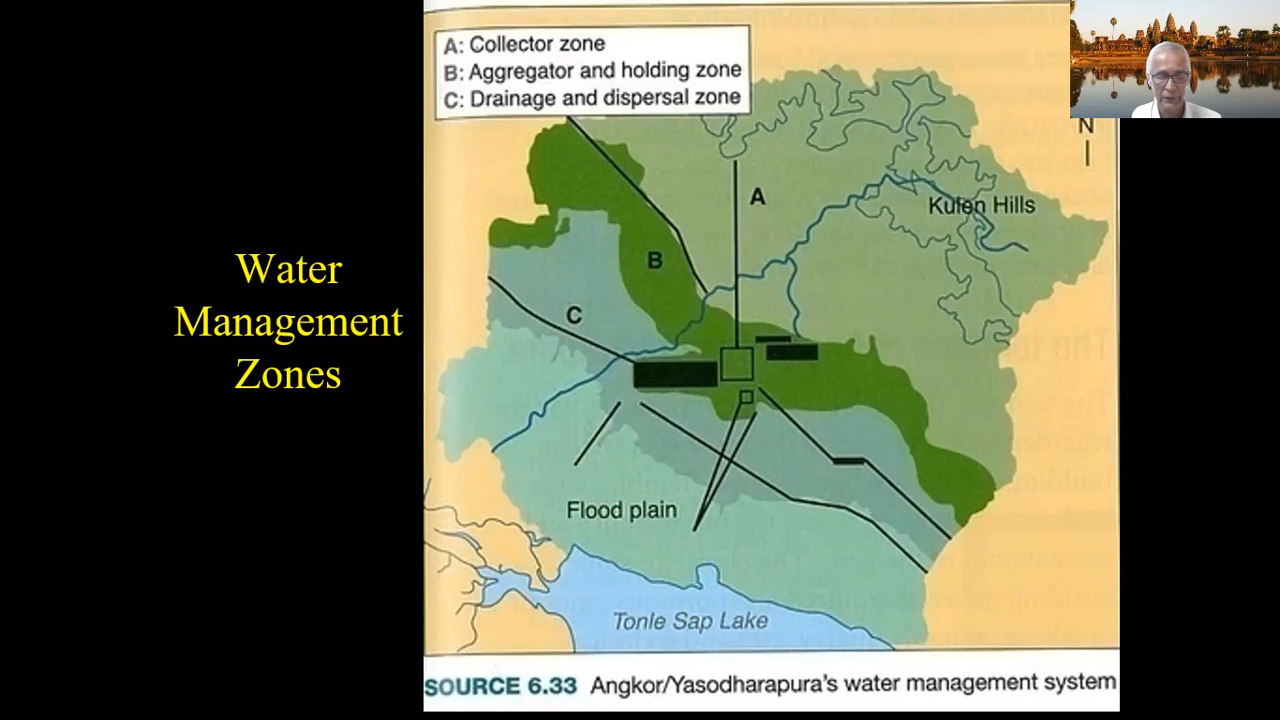 Water
Management
Zones
A: Collector zone
B: Aggregator and holding zone
C: Drainage and dispersal zone
N
A
Kulen Hills
B
C
Flood plain
Tonle Sap Lake
SOURCE 6.33 Angkor/Yasodharapura's water management system